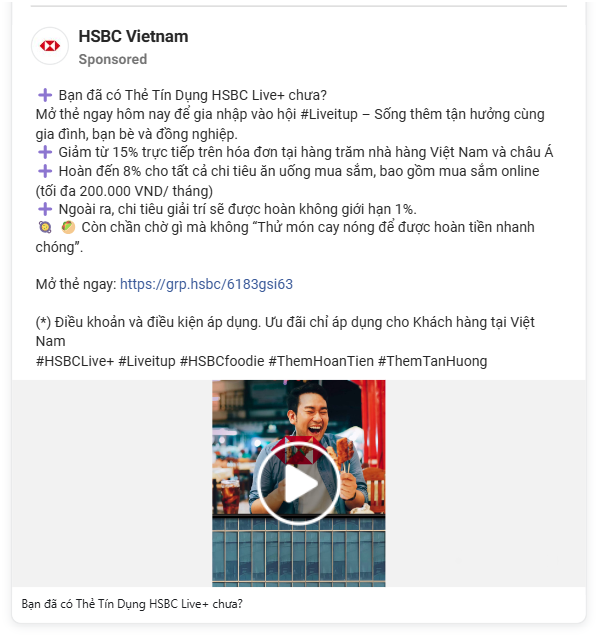 HSBC Vietnam
Sponsored
Bạn đã có Thẻ Tín Dụng HSBC Live+ chưa?
Mở thẻ ngay hôm nay để gia nhập vào hội #Liveitup – Sống thêm tận hưởng cùng
gia đình, bạn bè và đồng nghiệp.
Giảm từ 15% trực tiếp trên hóa đơn tại hàng trăm nhà hàng Việt Nam và châu Á
Hoàn đến 8% cho tất cả chi tiêu ăn uống mua sắm, bao gồm mua sắm online
(tối đa 200.000 VND/ tháng)
Ngoài ra, chi tiêu giải trí sẽ được hoàn không giới hạn 1%.
🥘 🥙 Còn chần chờ gì mà không “Thử món cay nóng để được hoàn tiền nhanh
chóng”.
Mở thẻ ngay: https://grp.hsbc/6183gsi63
(*) Điều khoản và điều kiện áp dụng. Ưu đãi chỉ áp dụng cho Khách hàng tại Việt
Nam
#HSBCLive+ #Liveitup #HSBCfoodie #ThemHoanTien #ThemTanHuong
Bạn đã có Thẻ Tín Dụng HSBC Live+ chưa?